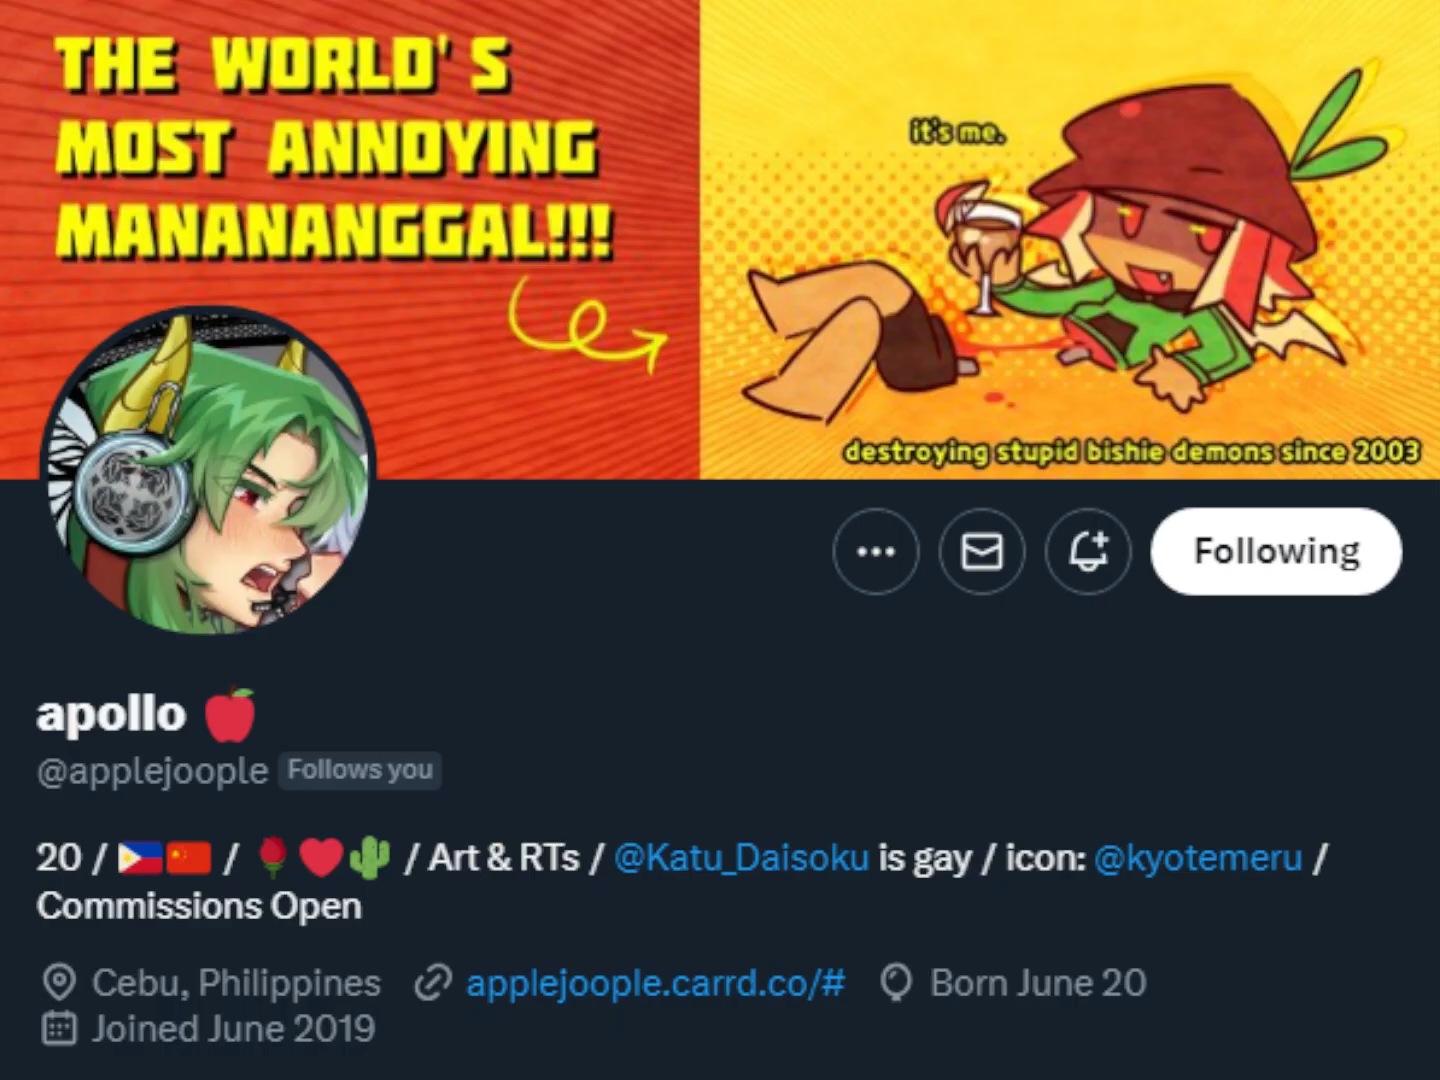 THE WORLD'S
MOST ANNOYING
MANANANGGAL!!!
it's me.
destroying stupid bishie demons since 2003
Following
apollo 🍎
@applejoople Follows you
20 / 🇵🇭🇨🇳 / 🌹❤️🌵 / Art & RTs / @Katu_Daisoku is gay / icon: @kyotemeru /
Commissions Open
Cebu, Philippines applejoople.carrd.co/# Born June 20
Joined June 2019